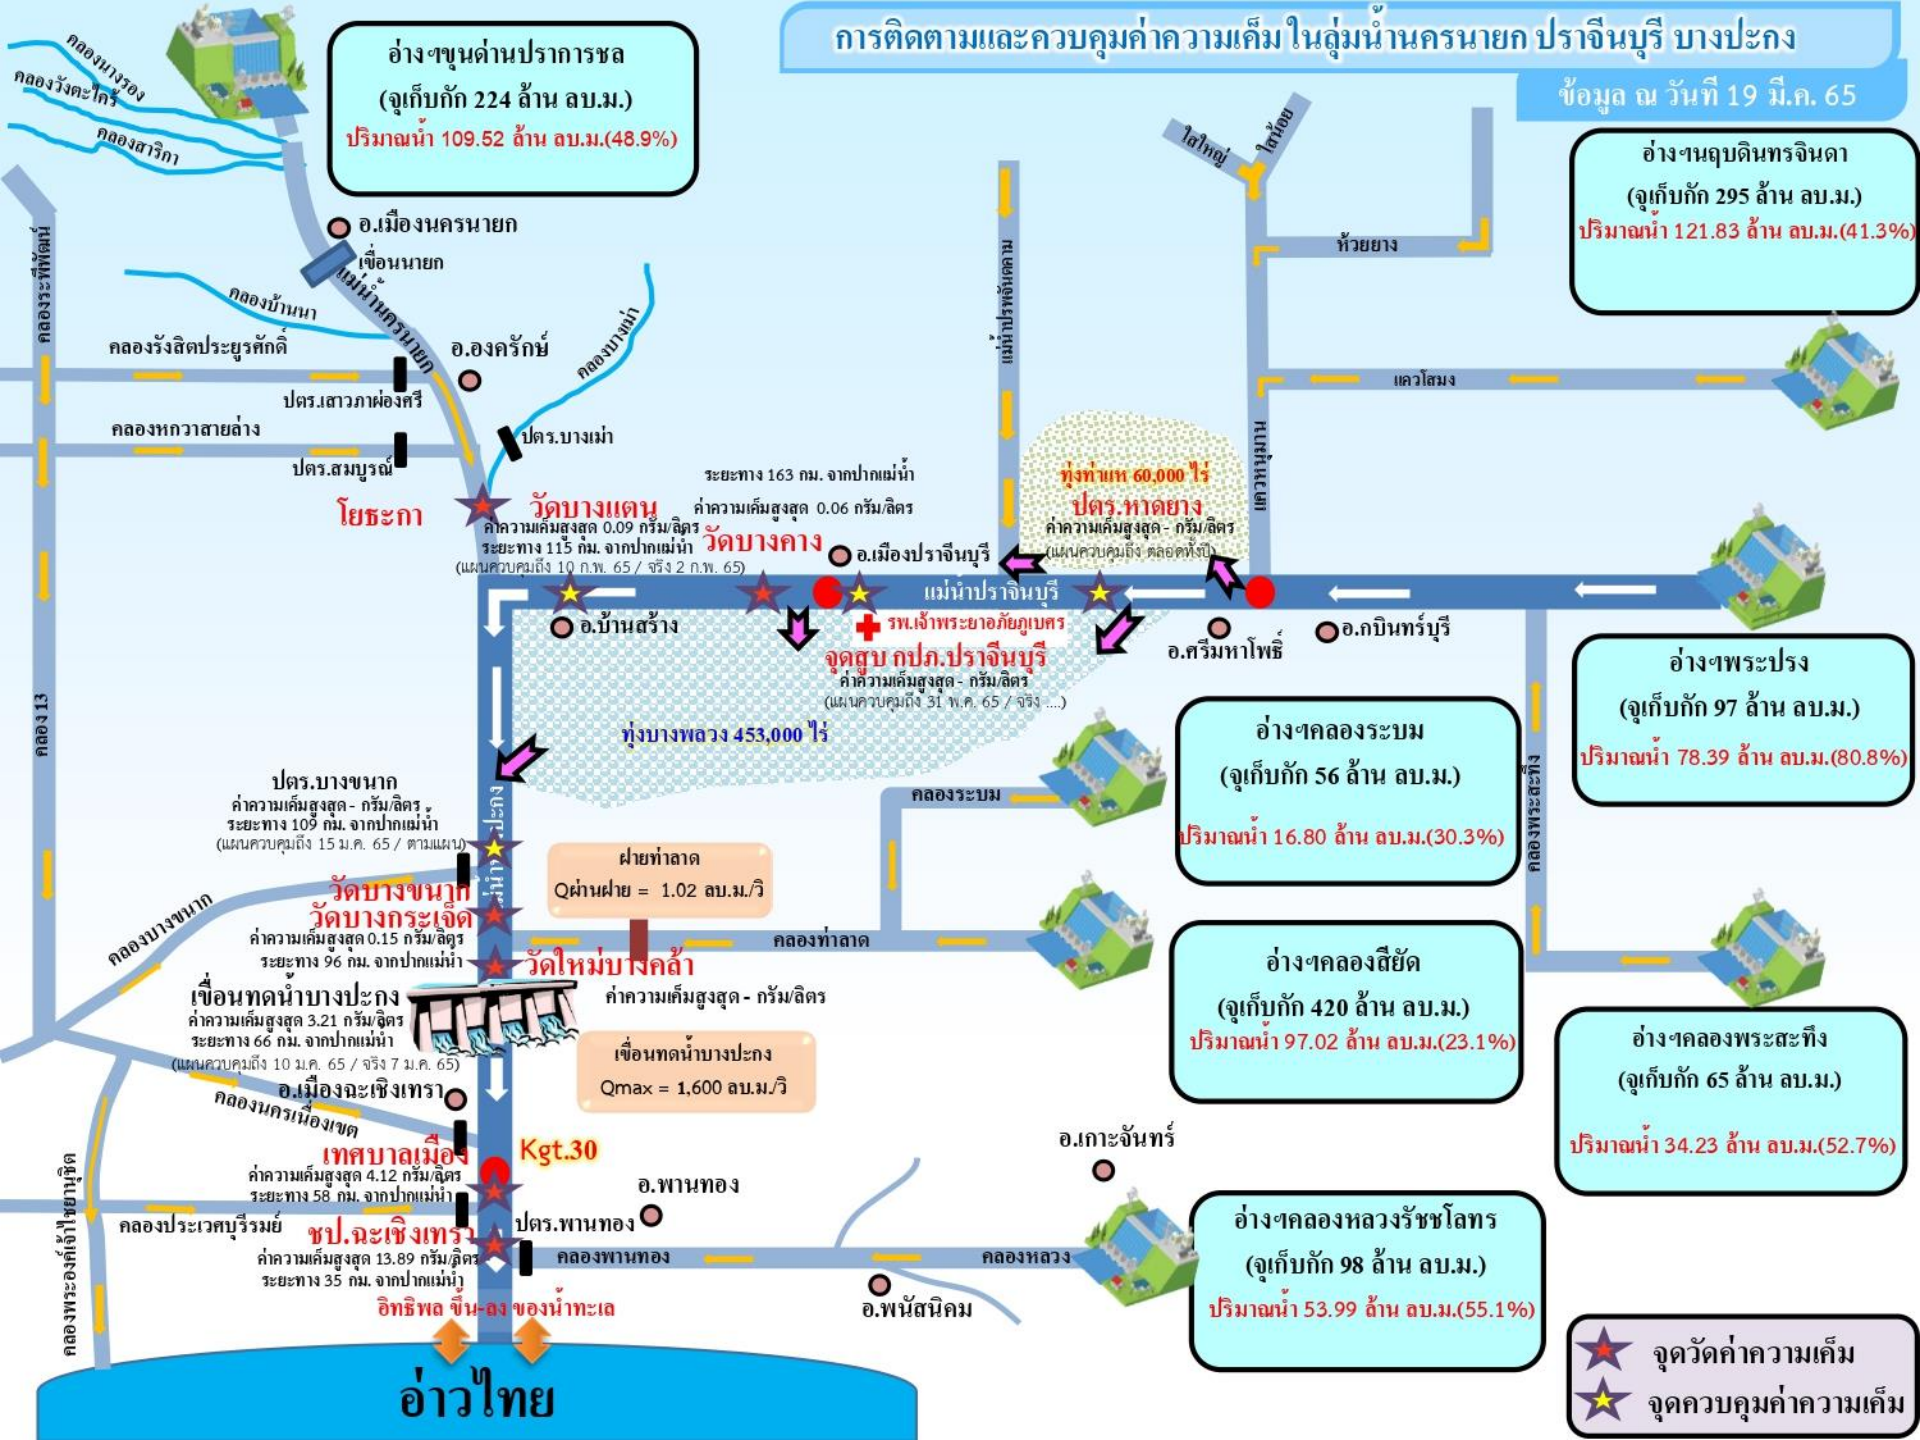 การติดตามและควบคุมค่าความเค็ม ในลุ่มน้ำนครนายก ปราจีนบุรี บางปะกง
ข้อมูล ณ วันที่ 19 มี.ค. 65
อ่างฯขุนด่านปราการชล
(จุเก็บกัก 224 ล้าน ลบ.ม.)
ปริมาณน้ำ 109.52 ล้าน ลบ.ม.(48.9%)
คลองนางรอง
คลองวังตะไคร้
คลองสาริกา
ใสใหญ่
ใสน้อย
อ่างฯนฤบดินทรจินดา
(จุเก็บกัก 295 ล้าน ลบ.ม.)
ปริมาณน้ำ 121.83 ล้าน ลบ.ม.(41.3%)
อ.เมืองนครนายก
เขื่อนนายก
แม่น้ำนครนายก
ห้วยยาง
คลองระพีพัฒน์
คลองบ้านนา
คลองรังสิตประยูรศักดิ์
อ.องครักษ์
คลองบางเม่า
แควโสมง
ปตร.เสาวภาผ่องศรี
คลองหกวาสายล่าง
ปตร.บางเม่า
ปตร.สมบูรณ์
แควหนุมาน
โยธะกา
วัดบางแตน
ค่าความเค็มสูงสุด 0.09 กรัม/ลิตร
ระยะทาง 115 กม. จากปากแม่น้ำ
(แผนควบคุมถึง 10 ก.พ. 65 / จริง 2 ก.พ. 65)
ระยะทาง 163 กม. จากปากแม่น้ำ
ค่าความเค็มสูงสุด 0.06 กรัม/ลิตร
วัดบางคาง
อ.เมืองปราจีนบุรี
ทุ่งท่าแห 60,000 ไร่
ปตร.หาดยาง
ค่าความเค็มสูงสุด - กรัม/ลิตร
(แผนควบคุมถึง ตลอดทั้งปี)
แม่น้ำปราจีนบุรี
อ.บ้านสร้าง
รพ.เจ้าพระยาอภัยภูเบศร
จุดสูบ กปภ.ปราจีนบุรี
ค่าความเค็มสูงสุด - กรัม/ลิตร
(แผนควบคุมถึง 31 พ.ค. 65 / จริง ....)
อ.ศรีมหาโพธิ์
อ.กบินทร์บุรี
ทุ่งบางพลวง 453,000 ไร่
คลอง 13
อ่างฯพระปรง
(จุเก็บกัก 97 ล้าน ลบ.ม.)
ปริมาณน้ำ 78.39 ล้าน ลบ.ม.(80.8%)
อ่างฯคลองระบม
(จุเก็บกัก 56 ล้าน ลบ.ม.)
ปริมาณน้ำ 16.80 ล้าน ลบ.ม.(30.3%)
คลองพระสะทึง
คลองระบม
ปตร.บางขนาก
ค่าความเค็มสูงสุด - กรัม/ลิตร
ระยะทาง 109 กม. จากปากแม่น้ำ
(แผนควบคุมถึง 15 ม.ค. 65 / ตามแผน)
ฝายท่าลาด
Qผ่านฝาย = 1.02 ลบ.ม./วิ
วัดบางขนาก
วัดบางกระเจ็ด
ค่าความเค็มสูงสุด 0.15 กรัม/ลิตร
ระยะทาง 96 กม. จากปากแม่น้ำ
คลองบางขนาก
คลองท่าลาด
วัดใหม่บางคล้า
ค่าความเค็มสูงสุด - กรัม/ลิตร
อ่างฯคลองสียัด
(จุเก็บกัก 420 ล้าน ลบ.ม.)
ปริมาณน้ำ 97.02 ล้าน ลบ.ม.(23.1%)
เขื่อนทดน้ำบางปะกง
ค่าความเค็มสูงสุด 3.21 กรัม/ลิตร
ระยะทาง 66 กม. จากปากแม่น้ำ
(แผนควบคุมถึง 10 ม.ค. 65 / จริง 7 ม.ค. 65)
เขื่อนทดน้ำบางปะกง
Qmax = 1,600 ลบ.ม./วิ
อ่างฯคลองพระสะทึง
(จุเก็บกัก 65 ล้าน ลบ.ม.)
ปริมาณน้ำ 34.23 ล้าน ลบ.ม.(52.7%)
อ.เมืองฉะเชิงเทรา
คลองนครเนื่องเขต
เทศบาลเมือง
ค่าความเค็มสูงสุด 4.12 กรัม/ลิตร
ระยะทาง 58 กม. จากปากแม่น้ำ
Kgt.30
อ.เกาะจันทร์
อ.พานทอง
คลองพระองค์เจ้าไชยานุชิต
คลองประเวศบุรีรมย์
ชป.ฉะเชิงเทรา
ค่าความเค็มสูงสุด 13.89 กรัม/ลิตร
ระยะทาง 35 กม. จากปากแม่น้ำ
ปตร.พานทอง
คลองพานทอง
คลองหลวง
อ.พนัสนิคม
อ่างฯคลองหลวงรัชชโลทร
(จุเก็บกัก 98 ล้าน ลบ.ม.)
ปริมาณน้ำ 53.99 ล้าน ลบ.ม.(55.1%)
อิทธิพล ขึ้น-ลง ของน้ำทะเล
อ่าวไทย
จุดวัดค่าความเค็ม
จุดควบคุมค่าความเค็ม